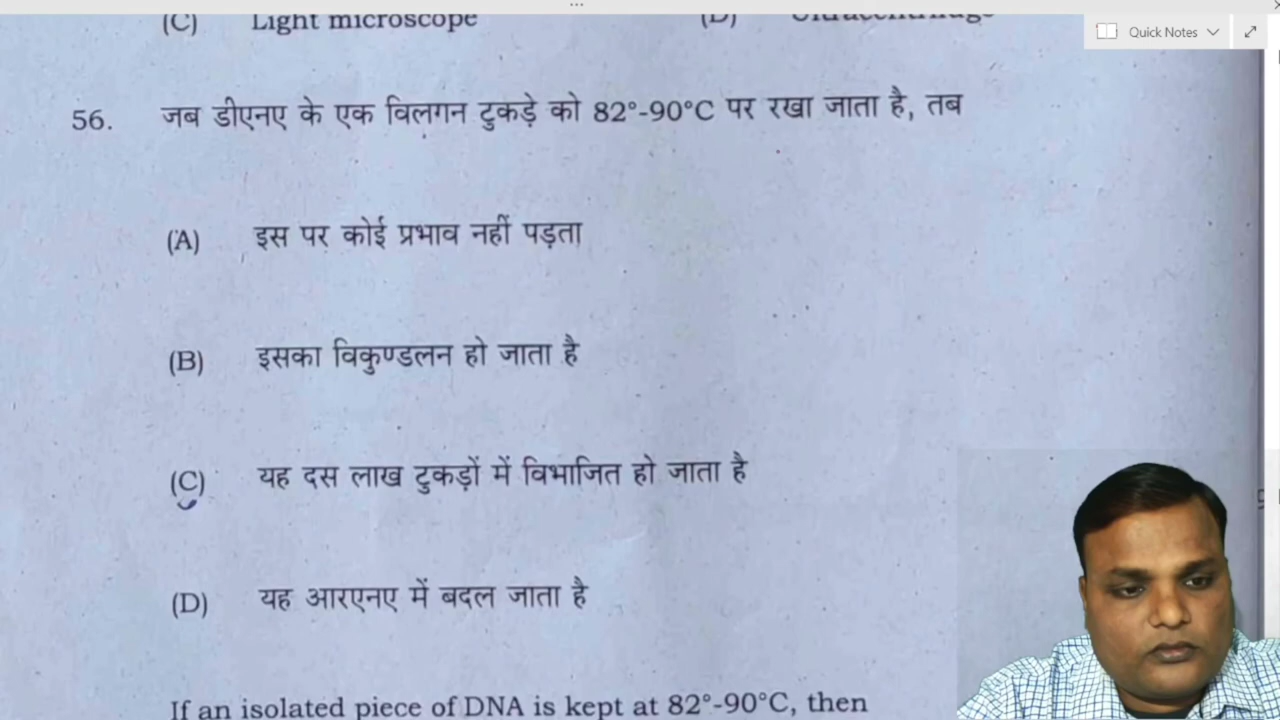 (C) Light microscope (D)
Quick Notes
56. जब डीएनए के एक विलगन टुकड़े को 82°-90°C पर रखा जाता है, तब
(A) इस पर कोई प्रभाव नहीं पड़ता
(B) इसका विकुण्डलन हो जाता है
(C) यह दस लाख टुकड़ों में विभाजित हो जाता है
(D) यह आरएनए में बदल जाता है
If an isolated piece of DNA is kept at 82°-90°C, then